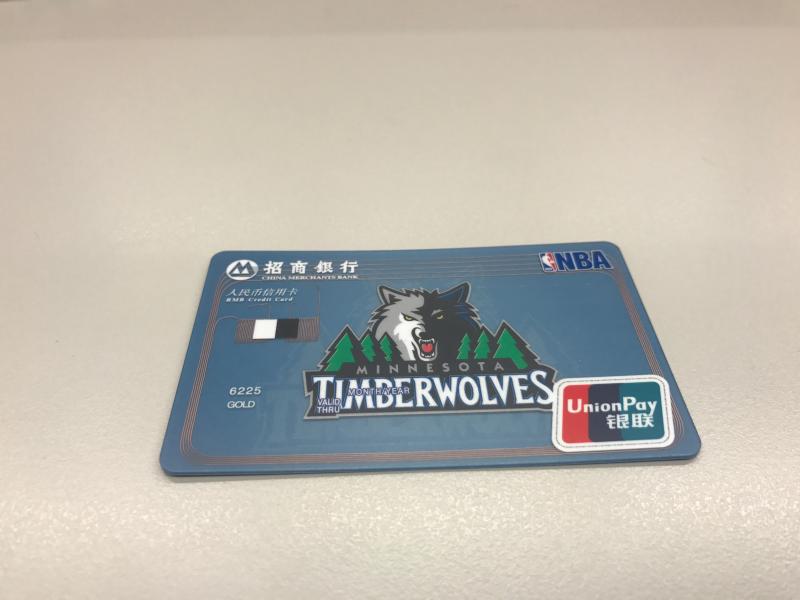 招商銀行
CHINA MERCHANTS BANK
NBA
人民币信用卡
RMB Credit Card
MINNESOTA
TIMBERWOLVES
MONTH/YEAR
VALID
THRU
6225
GOLD
UnionPay
银联